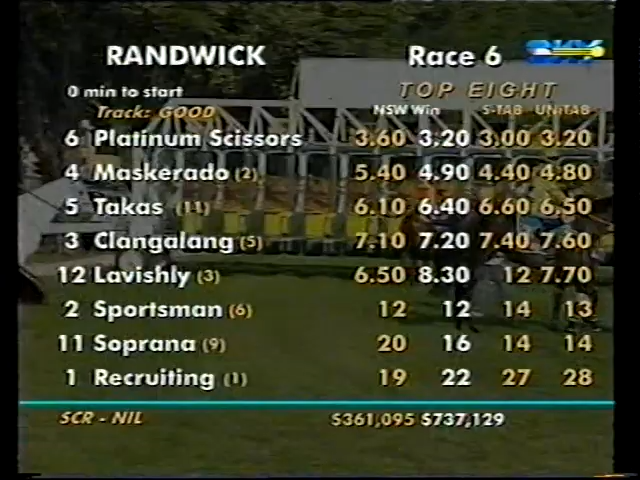 RANDWICK Race 6 SKY
0 min to start TOP EIGHT
Track: GOOD NSW Win S-TAB UNiTAB
6 Platinum Scissors 3.60 3.20 3.00 3.20
4 Maskerado (2) 5.40 4.90 4.40 4.80
5 Takas (11) 6.10 6.40 6.60 6.50
3 Clangalang (5) 7.10 7.20 7.40 7.60
12 Lavishly (3) 6.50 8.30 12 7.70
2 Sportsman (6) 12 12 14 13
11 Soprana (9) 20 16 14 14
1 Recruiting (1) 19 22 27 28
SCR - NIL $361,095 $737,129